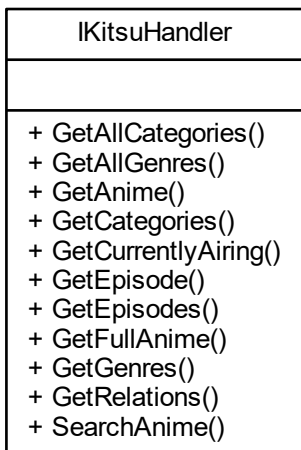 IKitsuHandler
+ GetAllCategories()
+ GetAllGenres()
+ GetAnime()
+ GetCategories()
+ GetCurrentlyAiring()
+ GetEpisode()
+ GetEpisodes()
+ GetFullAnime()
+ GetGenres()
+ GetRelations()
+ SearchAnime()